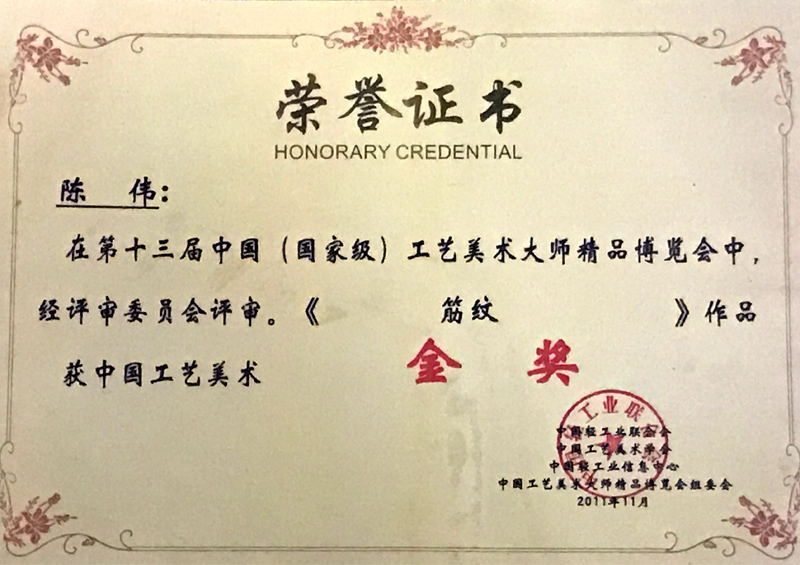 荣誉证书
HONORARY CREDENTIAL
陈 伟：
在第十三届中国（国家级）工艺美术大师精品博览会中，
经评审委员会评审。《 筋纹 》作品
获中国工艺美术 金 奖
中国轻工业联合会
中国工艺美术学会
中国轻工业信息中心
中国工艺美术大师精品博览会组委会
2011年11月
工业联